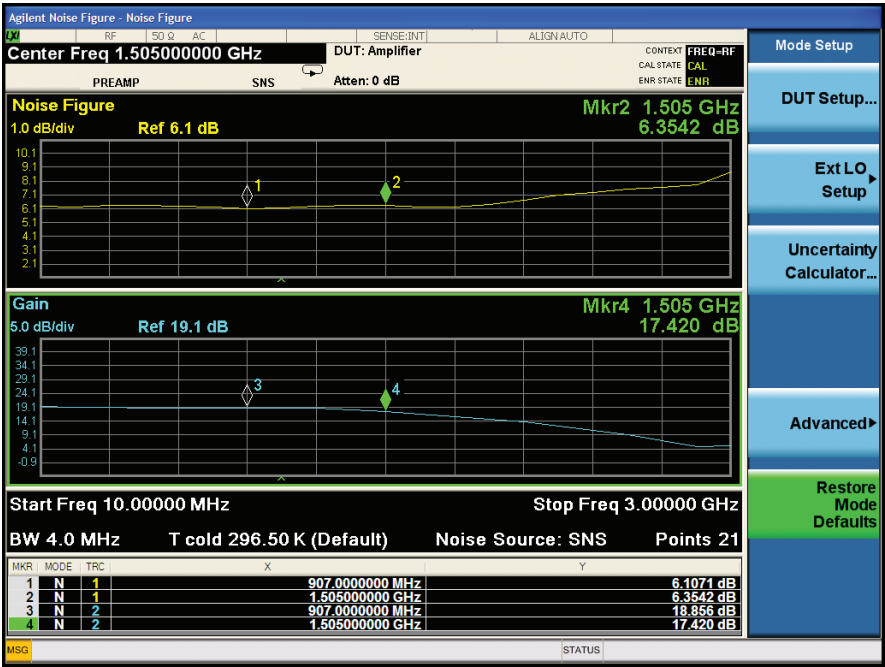 Agilent Noise Figure - Noise Figure
LXI RF 50 Ω AC SENSE:INT ALIGN AUTO
Center Freq 1.505000000 GHz DUT: Amplifier CONTEXT FREQ=RF
CAL STATE CAL
PREAMP SNS Atten: 0 dB ENR STATE ENR
Noise Figure Mkr2 1.505 GHz
1.0 dB/div Ref 6.1 dB 6.3542 dB
10.1
9.1
8.1
7.1
6.1
5.1
4.1
3.1
2.1
1
2
Gain Mkr4 1.505 GHz
5.0 dB/div Ref 19.1 dB 17.420 dB
39.1
34.1
29.1
24.1
19.1
14.1
9.1
4.1
-0.9
3
4
Start Freq 10.00000 MHz Stop Freq 3.00000 GHz
BW 4.0 MHz T cold 296.50 K (Default) Noise Source: SNS Points 21
MKR MODE TRC X Y
1 N 1 907.0000000 MHz 6.1071 dB
2 N 1 1.505000000 GHz 6.3542 dB
3 N 2 907.0000000 MHz 18.856 dB
4 N 2 1.505000000 GHz 17.420 dB
MSG STATUS
Mode Setup
DUT Setup...
Ext LO
Setup
Uncertainty
Calculator...
Advanced
Restore
Mode
Defaults